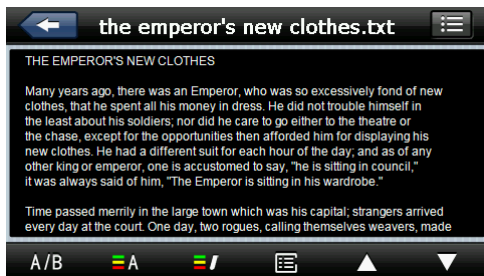 the emperor's new clothes.txt
THE EMPEROR'S NEW CLOTHES
Many years ago, there was an Emperor, who was so excessively fond of new
clothes, that he spent all his money in dress. He did not trouble himself in
the least about his soldiers; nor did he care to go either to the theatre or
the chase, except for the opportunities then afforded him for displaying his
new clothes. He had a different suit for each hour of the day; and as of any
other king or emperor, one is accustomed to say, "he is sitting in council,"
it was always said of him, "The Emperor is sitting in his wardrobe."
Time passed merrily in the large town which was his capital; strangers arrived
every day at the court. One day, two rogues, calling themselves weavers, made
A/B A